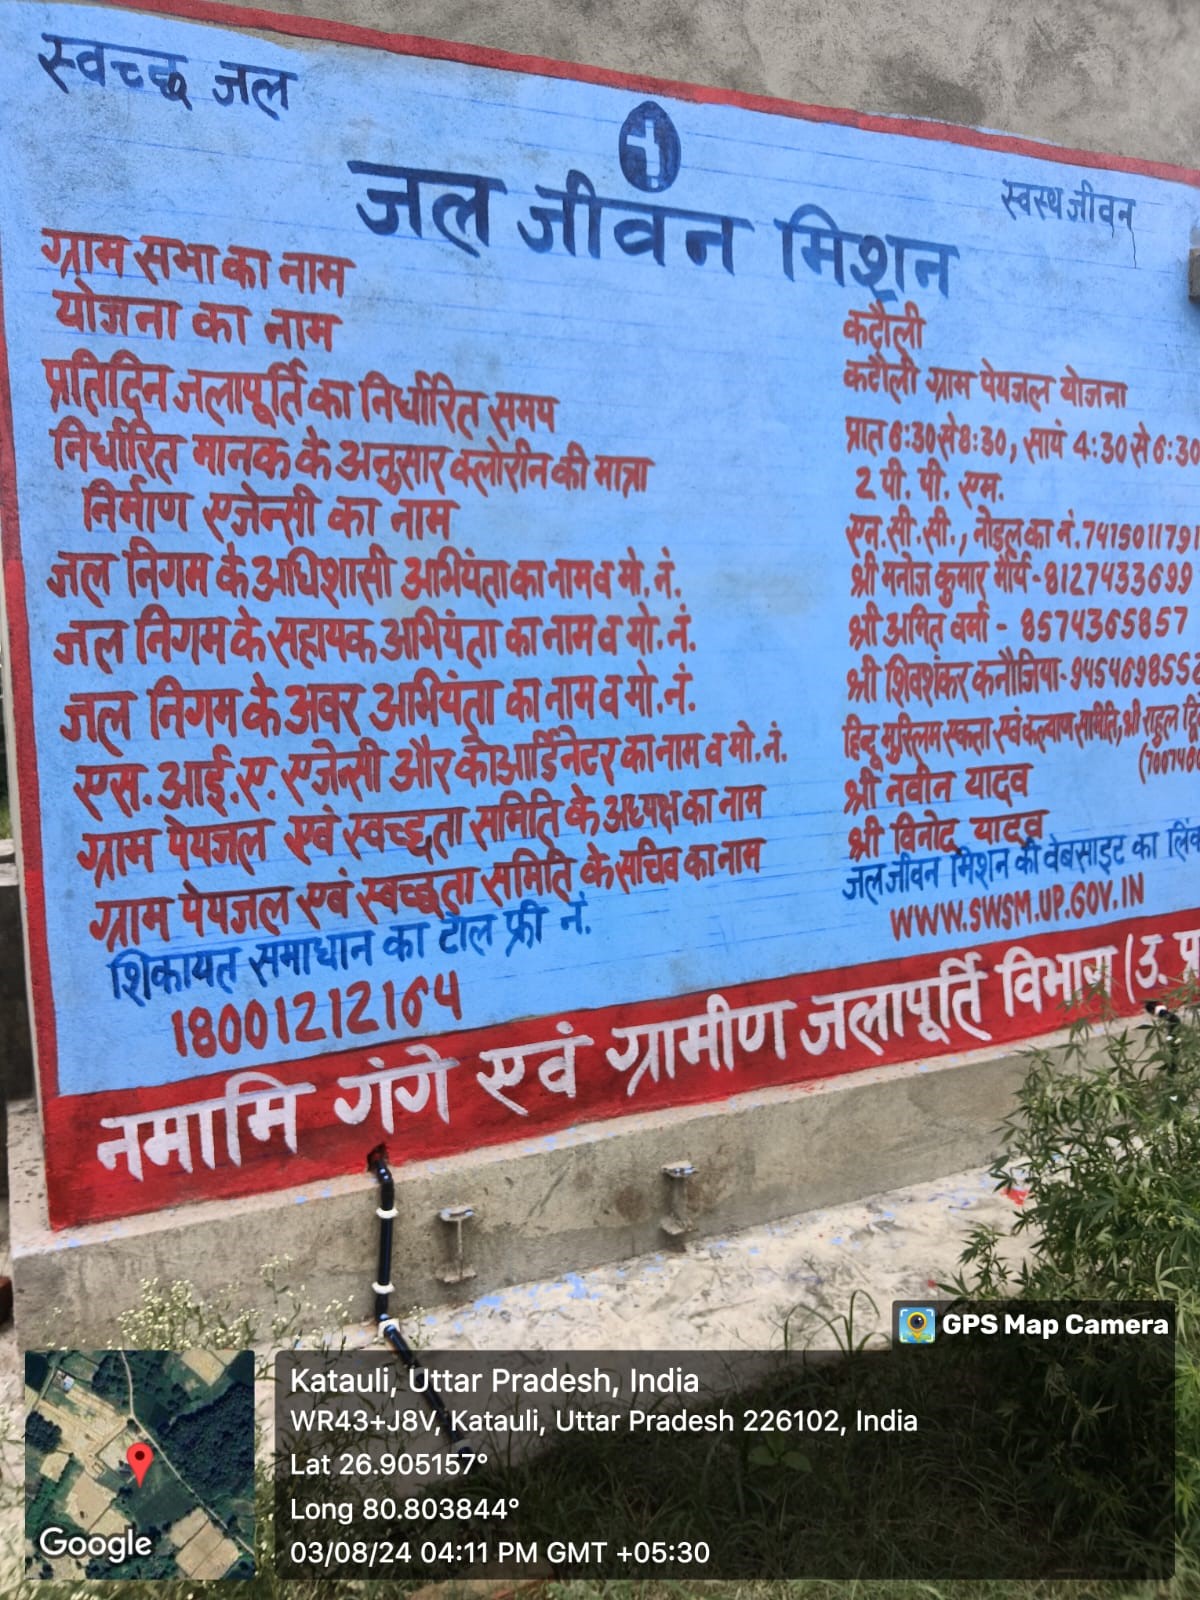 स्वच्छ जल
जल जीवन मिशन
स्वस्थ जीवन
ग्राम सभा का नाम
कटौली
योजना का नाम
कटौली ग्राम पेयजल योजना
प्रतिदिन जलापूर्ति का निर्धारित समय
प्रात 6:30 से 8:30, सायं 4:30 से 6:30
निर्धारित मानक के अनुसार क्लोरीन की मात्रा
2 पी. पी. एम.
निर्माण एजेन्सी का नाम
एन.सी.सी., नोडल का नं. 7415011791
जल निगम के अधिशासी अभियंता का नाम व मो. नं.
श्री मनोज कुमार मौर्य - 8127433699
जल निगम के सहायक अभियंता का नाम व मो. नं.
श्री अमित वर्मा - 8574365857
जल निगम के अवर अभियंता का नाम व मो. नं.
श्री शिवशंकर कनौजिया -
एस. आई. ए. एजेन्सी और कोआर्डिनेटर का नाम व मो. नं.
हिन्दू मुस्लिम एकता एवं कल्याण समिति, श्री राहुल
ग्राम पेयजल एवं स्वच्छता समिति के अध्यक्ष का नाम
श्री नवीन यादव
ग्राम पेयजल एवं स्वच्छता समिति के सचिव का नाम
श्री विनोद यादव
शिकायत समाधान का टोल फ्री नं.
18001212164
जल जीवन मिशन की वेबसाइट का लिंक
WWW.SWSM.UP.GOV.IN
नमामि गंगे एवं ग्रामीण जलापूर्ति विभाग (उ. प्र
GPS Map Camera
Katauli, Uttar Pradesh, India
WR43+J8V, Katauli, Uttar Pradesh 226102, India
Lat 26.905157°
Long 80.803844°
03/08/24 04:11 PM GMT +05:30
Google